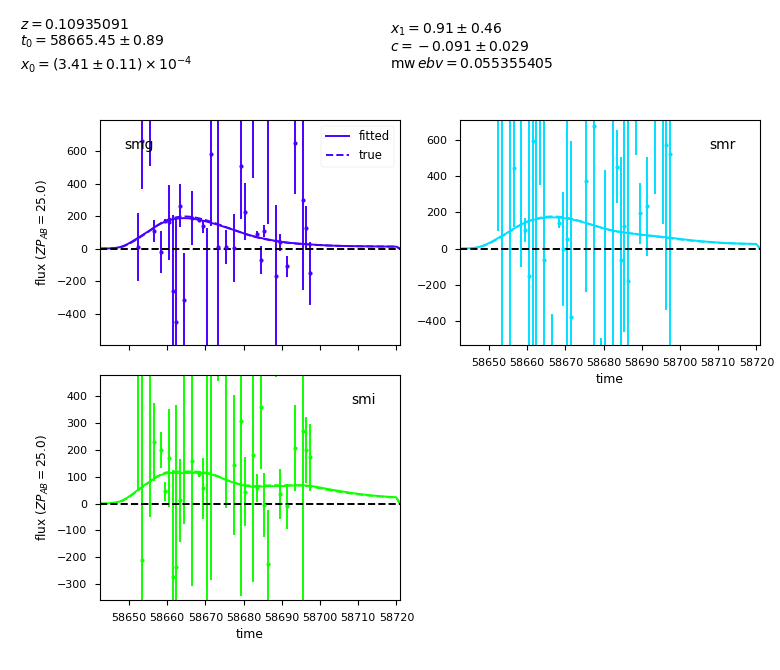 z = 0.10935091
t0 = 58665.45 ± 0.89
x0 = (3.41 ± 0.11) × 10^−4
x1 = 0.91 ± 0.46
c = −0.091 ± 0.029
mw ebv = 0.055355405
smg
fitted
true
600
400
200
0
−200
−400
flux (ZP_AB = 25.0)
smr
600
400
200
0
−200
−400
58650 58660 58670 58680 58690 58700 58710 58720
time
smi
400
300
200
100
0
−100
−200
−300
flux (ZP_AB = 25.0)
58650 58660 58670 58680 58690 58700 58710 58720
time